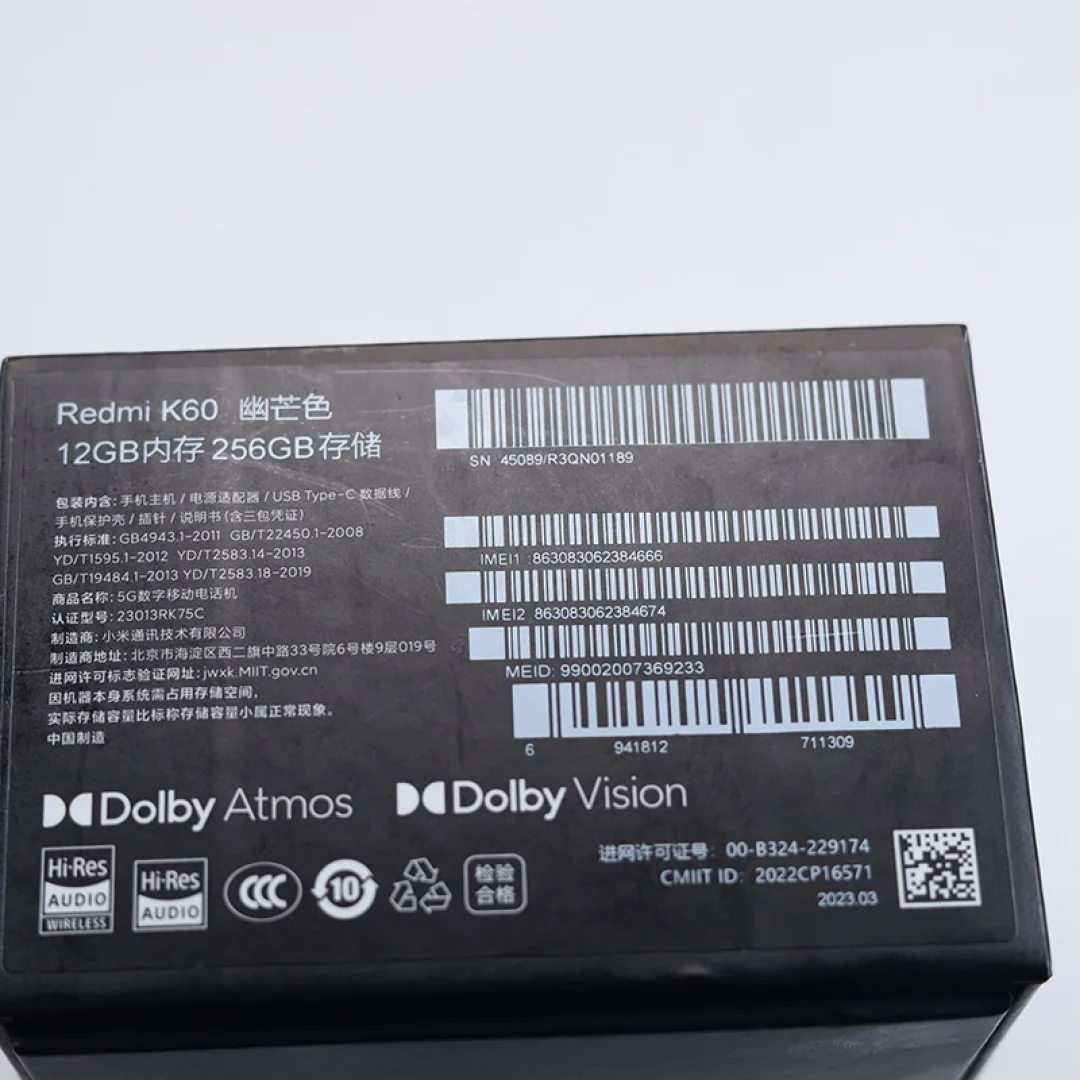 Redmi K60 幽芒色
12GB内存 256GB存储
包装内含: 手机主机 / 电源适配器 / USB Type-C 数据线 /
手机保护壳 / 插针 / 说明书 (含三包凭证)
执行标准: GB4943.1-2011 GB/T22450.1-2008
YD/T1595.1-2012 YD/T2583.14-2013
GB/T19484.1-2013 YD/T2583.18-2019
商品名称: 5G数字移动电话机
认证型号: 23013RK75C
制造商: 小米通讯技术有限公司
制造商地址: 北京市海淀区西二旗中路33号院6号楼9层019号
进网许可标志验证网址: jwxk.MIIT.gov.cn
因机器本身系统需占用存储空间,
实际存储容量比标称存储容量小属正常现象。
中国制造
SN 45089/R3QN01189
IMEI1 :863083062384666
IMEI2 863083062384674
MEID: 99002007369233
6 941812 711309
Dolby Atmos
Dolby Vision
Hi-Res
AUDIO
WIRELESS
Hi-Res
AUDIO
CCC
10
检验
合格
进网许可证号: 00-B324-229174
CMIIT ID: 2022CP16571
2023.03